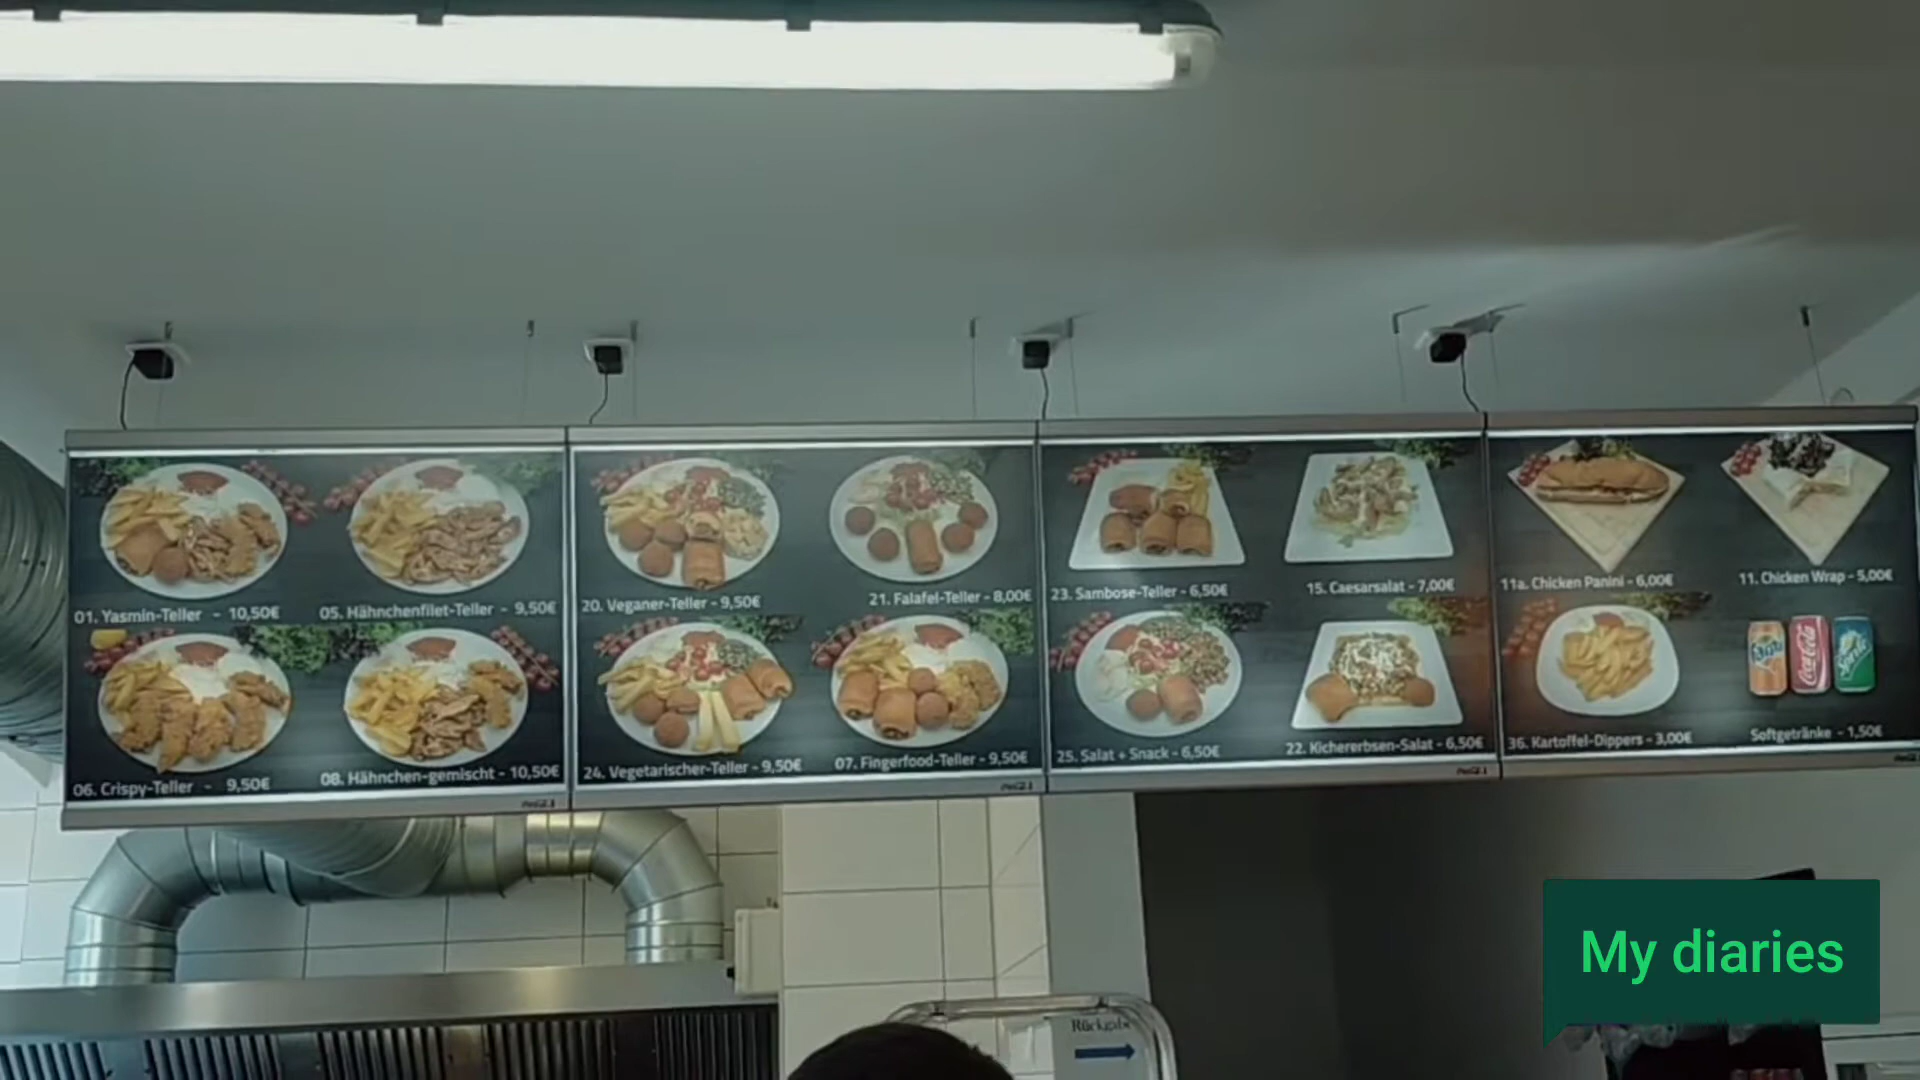 01. Yasmin-Teller - 10,50€
05. Hähnchenfilet-Teller - 9,50€
06. Crispy-Teller - 9,50€
08. Hähnchen-gemischt - 10,50€
20. Veganer-Teller - 9,50€
21. Falafel-Teller - 8,00€
24. Vegetarischer-Teller - 9,50€
07. Fingerfood-Teller - 9,50€
23. Sambose-Teller - 6,50€
15. Caesarsalat - 7,00€
25. Salat + Snack - 6,50€
22. Kichererbsen-Salat - 6,50€
11a. Chicken Panini - 6,00€
11. Chicken Wrap - 5,00€
Fanta
Coca-Cola
Sprite
36. Kartoffel-Dippers - 3,00€
Softgetränke - 1,50€
My diaries
Rückgabe